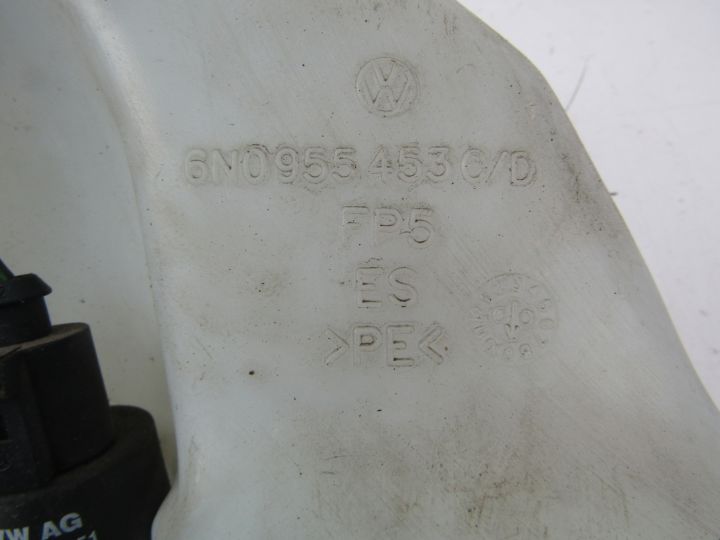 6N0955453C/D
FP5
ES
>PE<
VW AG